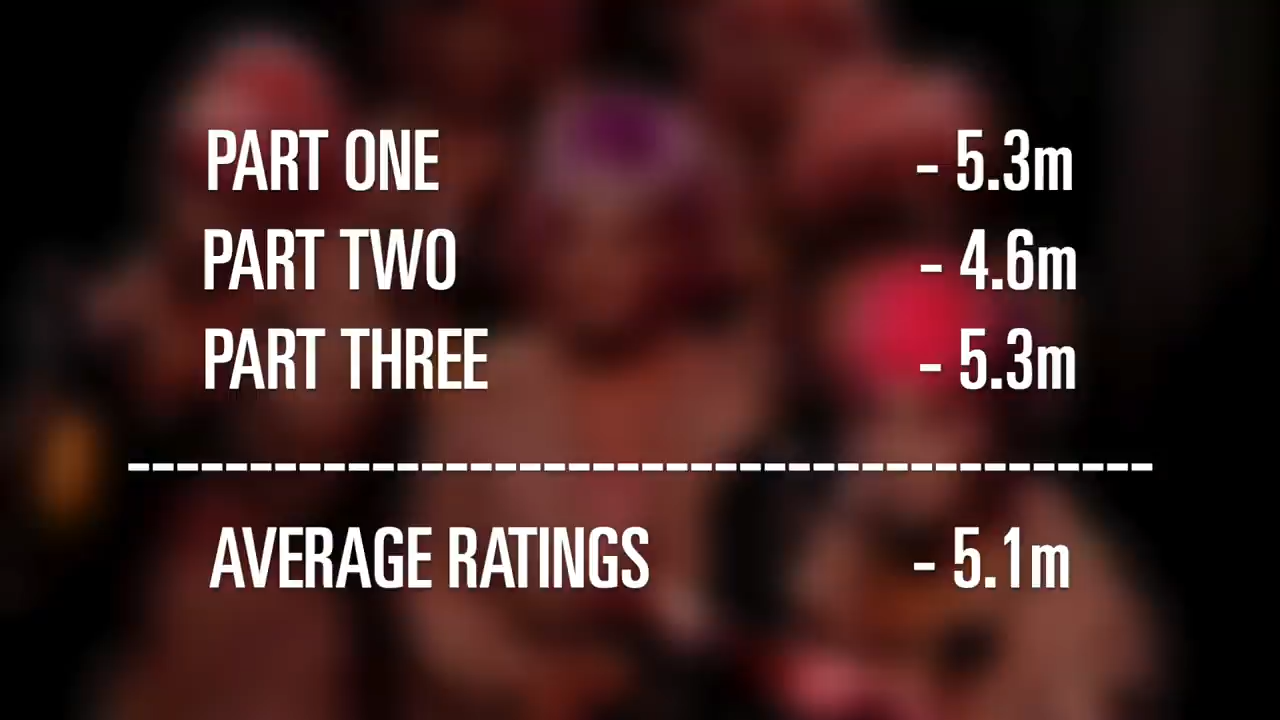 PART ONE - 5.3m
PART TWO - 4.6m
PART THREE - 5.3m
-------------------------------------------
AVERAGE RATINGS - 5.1m